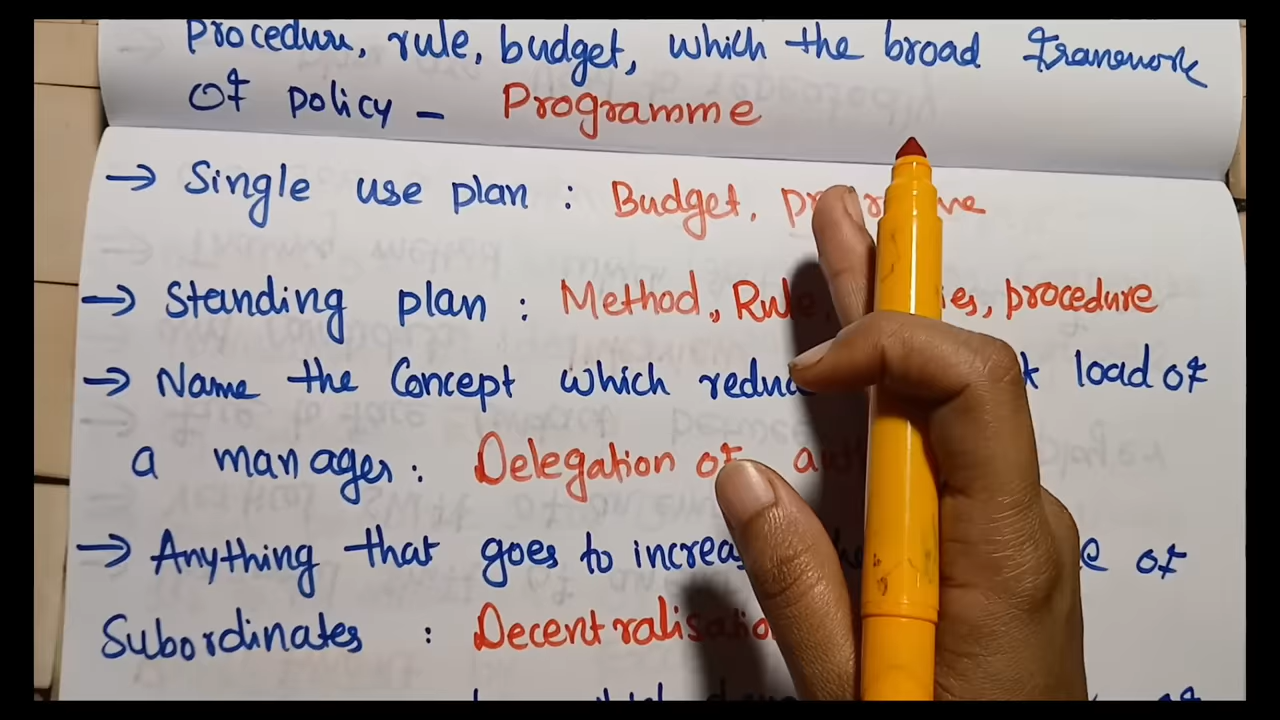 Procedure, rule, budget, which the broad framework
Of policy - Programme
→ Single use plan : Budget,
→ Standing plan : Method, Rule, procedure
→ Name the Concept which load of
a manager : Delegation of
→ Anything that goes to of
Subordinates : Decentralisation